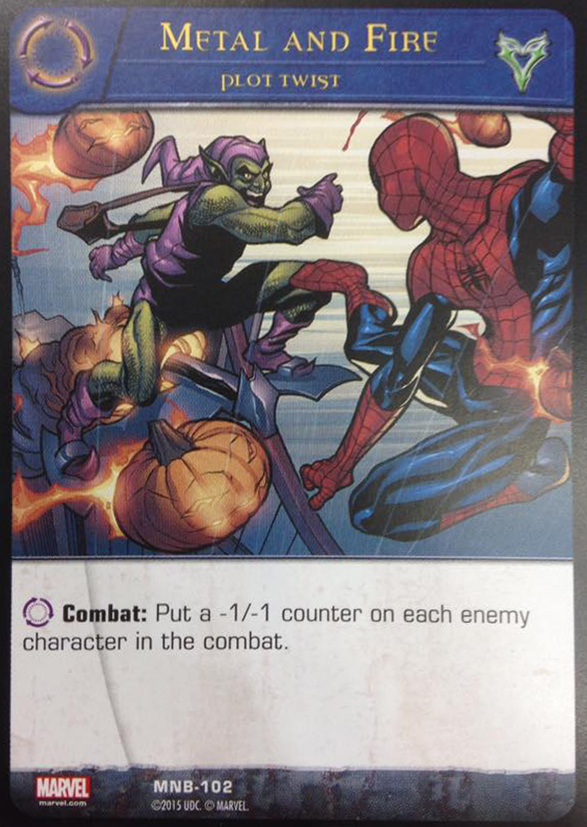 METAL AND FIRE
PLOT TWIST
Combat: Put a -1/-1 counter on each enemy
character in the combat.
MARVEL
marvel.com
MNB-102
©2015 UDC. © MARVEL.